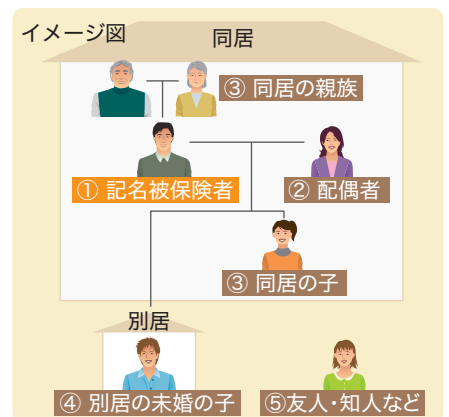 イメージ図
同居
③ 同居の親族
① 記名被保険者
② 配偶者
③ 同居の子
別居
④ 別居の未婚の子
⑤友人・知人など